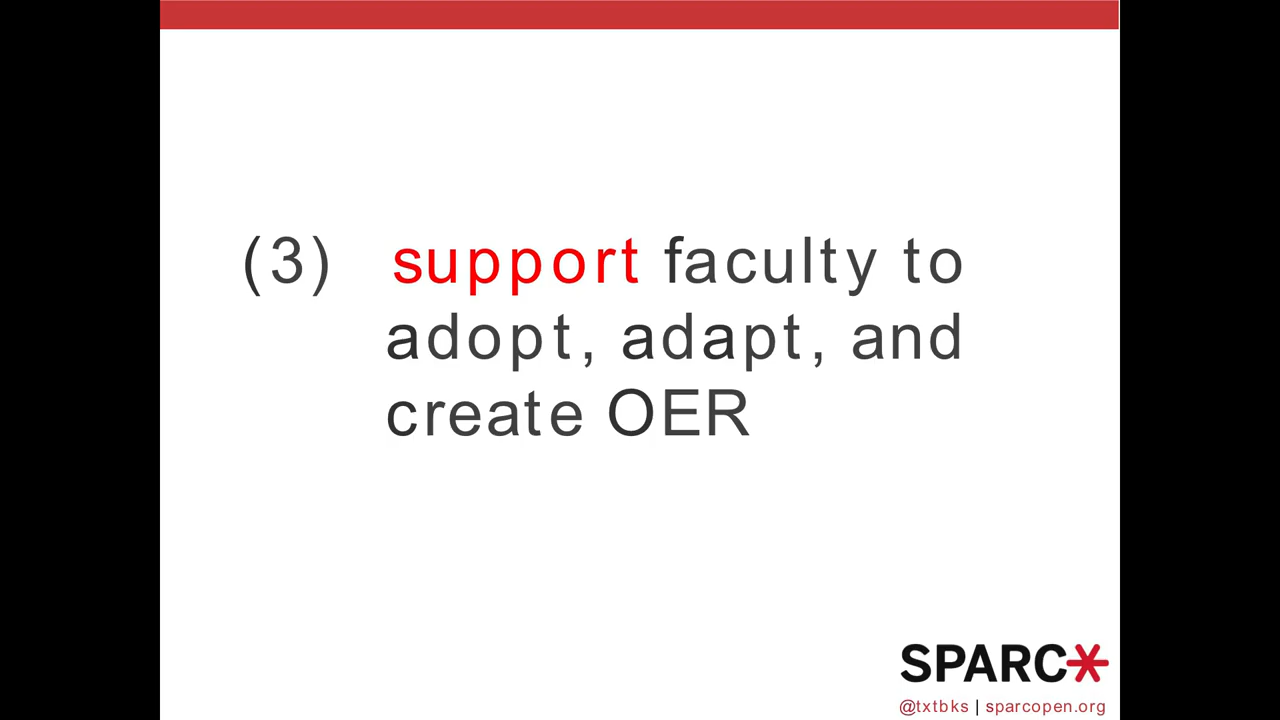 (3) support faculty to
adopt, adapt, and
create OER
SPARC
@txtbks | sparcopen.org